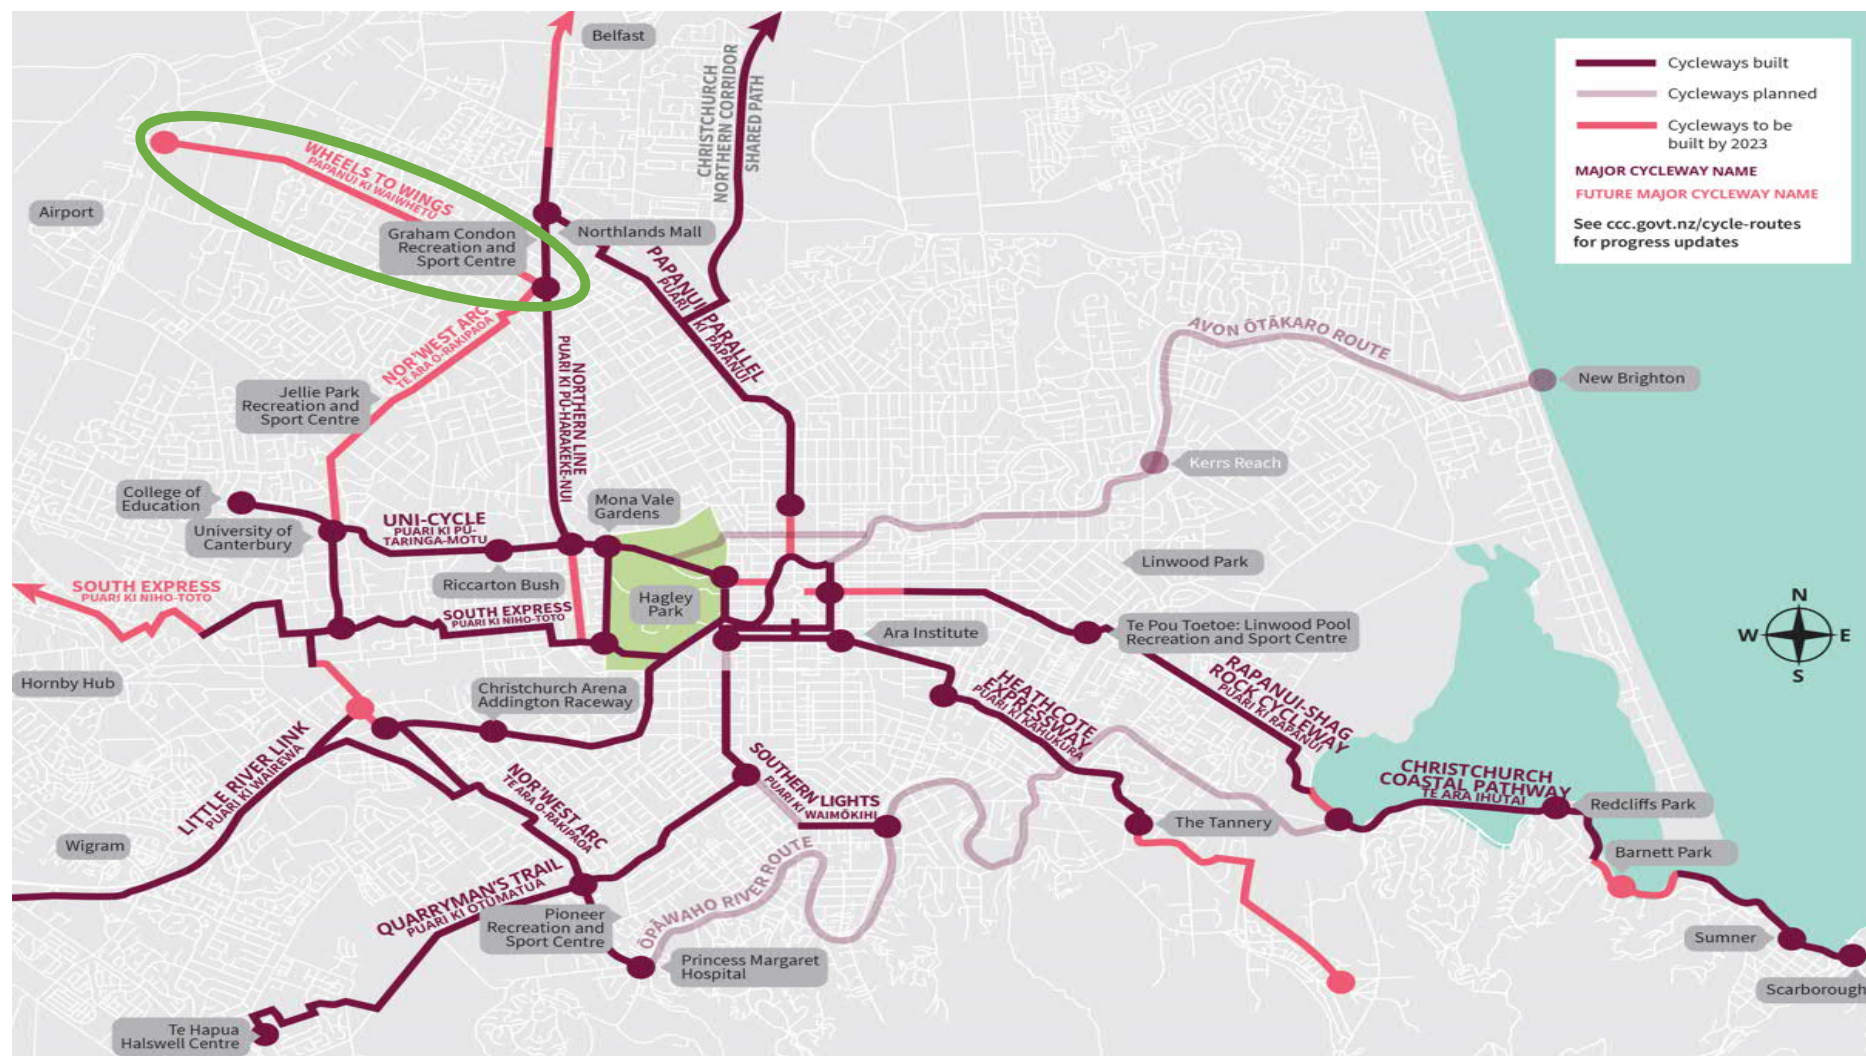 Belfast
CHRISTCHURCH
NORTHERN CORRIDOR
SHARED PATH
Cycleways built
Cycleways planned
Cycleways to be
built by 2023
MAJOR CYCLEWAY NAME
FUTURE MAJOR CYCLEWAY NAME
See ccc.govt.nz/cycle-routes
for progress updates
WHEELS TO WINGS
PAPANUI KI WAIWHETŪ
Airport
Graham Condon
Recreation and
Sport Centre
Northlands Mall
PAPANUI PARALLEL
PUARI KI PAPANUI
NOR'WEST ARC
TE ARA O-RAKIPAOA
NORTHERN LINE
PUARI KI PŪ-HARAKEKE-NUI
AVON ŌTĀKARO ROUTE
New Brighton
Jellie Park
Recreation and
Sport Centre
Kerrs Reach
College of
Education
University of
Canterbury
UNI-CYCLE
PUARI KI PŪ-
TARINGA-MOTU
Mona Vale
Gardens
Riccarton Bush
Hagley
Park
Linwood Park
SOUTH EXPRESS
PUARI KI NIHO-TOTO
SOUTH EXPRESS
PUARI KI NIHO-TOTO
Ara Institute
Te Pou Toetoe: Linwood Pool
Recreation and Sport Centre
N
W
E
S
Hornby Hub
Christchurch Arena
Addington Raceway
HEATHCOTE
EXPRESSWAY
PUARI KI KAHUKURA
RAPANUI-SHAG
ROCK CYCLEWAY
PUARI KI RAPANUI
LITTLE RIVER LINK
PUARI KI WAIREWA
NOR'WEST ARC
TE ARA O-RAKIPAOA
SOUTHERN LIGHTS
PUARI KI WAIMŌKIHI
CHRISTCHURCH
COASTAL PATHWAY
TE ARA IHUTAI
Redcliffs Park
The Tannery
Wigram
Barnett Park
QUARRYMAN'S TRAIL
PUARI KI OTŪMATUA
ŌPĀWAHO RIVER ROUTE
Pioneer
Recreation and
Sport Centre
Princess Margaret
Hospital
Sumner
Scarborough
Te Hapua
Halswell Centre